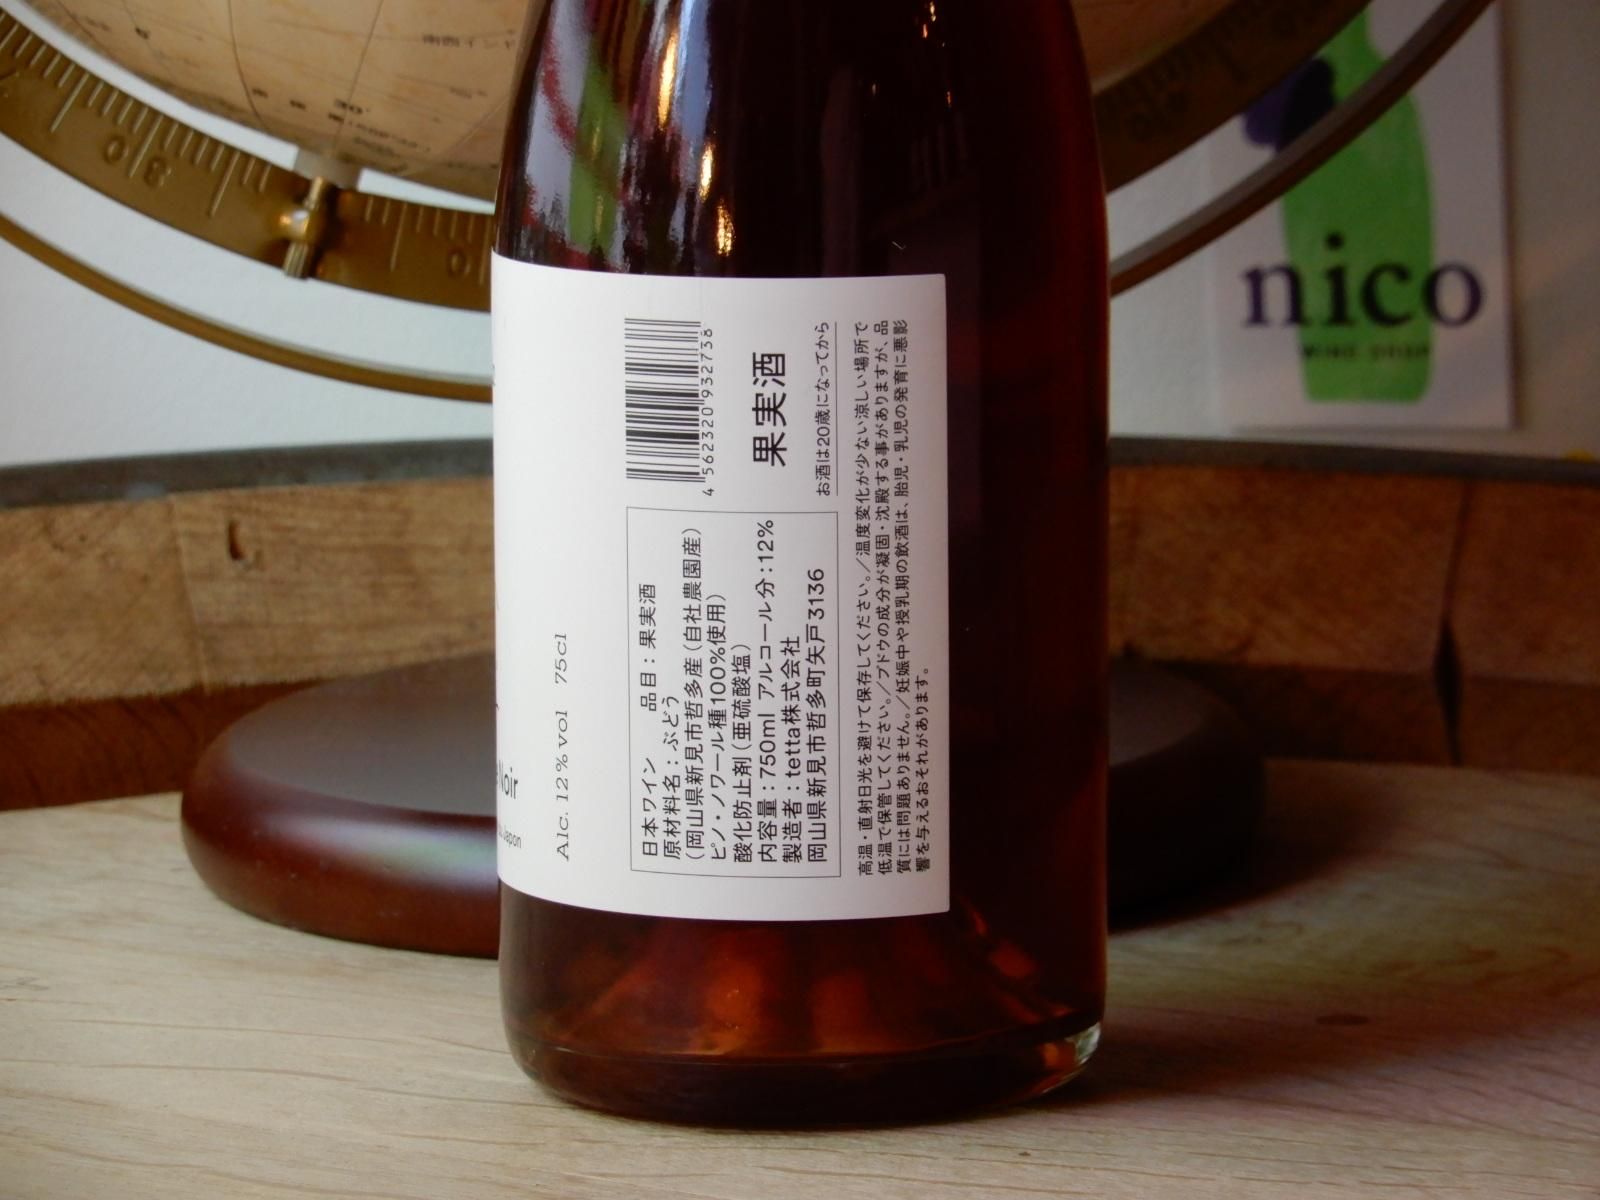 Noir
Japon
Alc. 12%vol 75cl
日本ワイン 品目：果実酒
原材料名：ぶどう
（岡山県新見市哲多産（自社農園産）
ピノ・ノワール種100%使用）
酸化防止剤（亜硫酸塩）
内容量：750ml アルコール分：12%
製造者：tetta株式会社
岡山県新見市哲多町矢戸3136
4 562320 932738
果実酒
お酒は20歳になってから
高温・直射日光を避けて保存してください。／温度変化が少ない涼しい場所で
低温で保管してください。／ブドウの成分が凝固・沈殿する事がありますが、品
質には問題ありません。／妊娠中や授乳期の飲酒は、胎児・乳児の発育に悪影
響を与えるおそれがあります。
nico
WINE SHOP
30
10